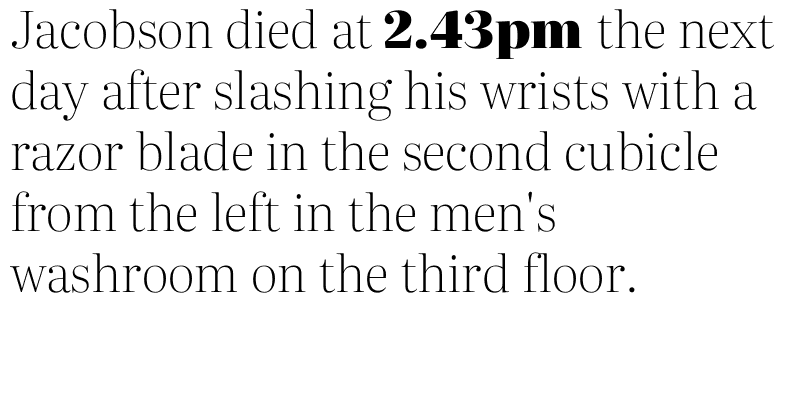 Jacobson died at 2.43pm the next
day after slashing his wrists with a
razor blade in the second cubicle
from the left in the men's
washroom on the third floor.